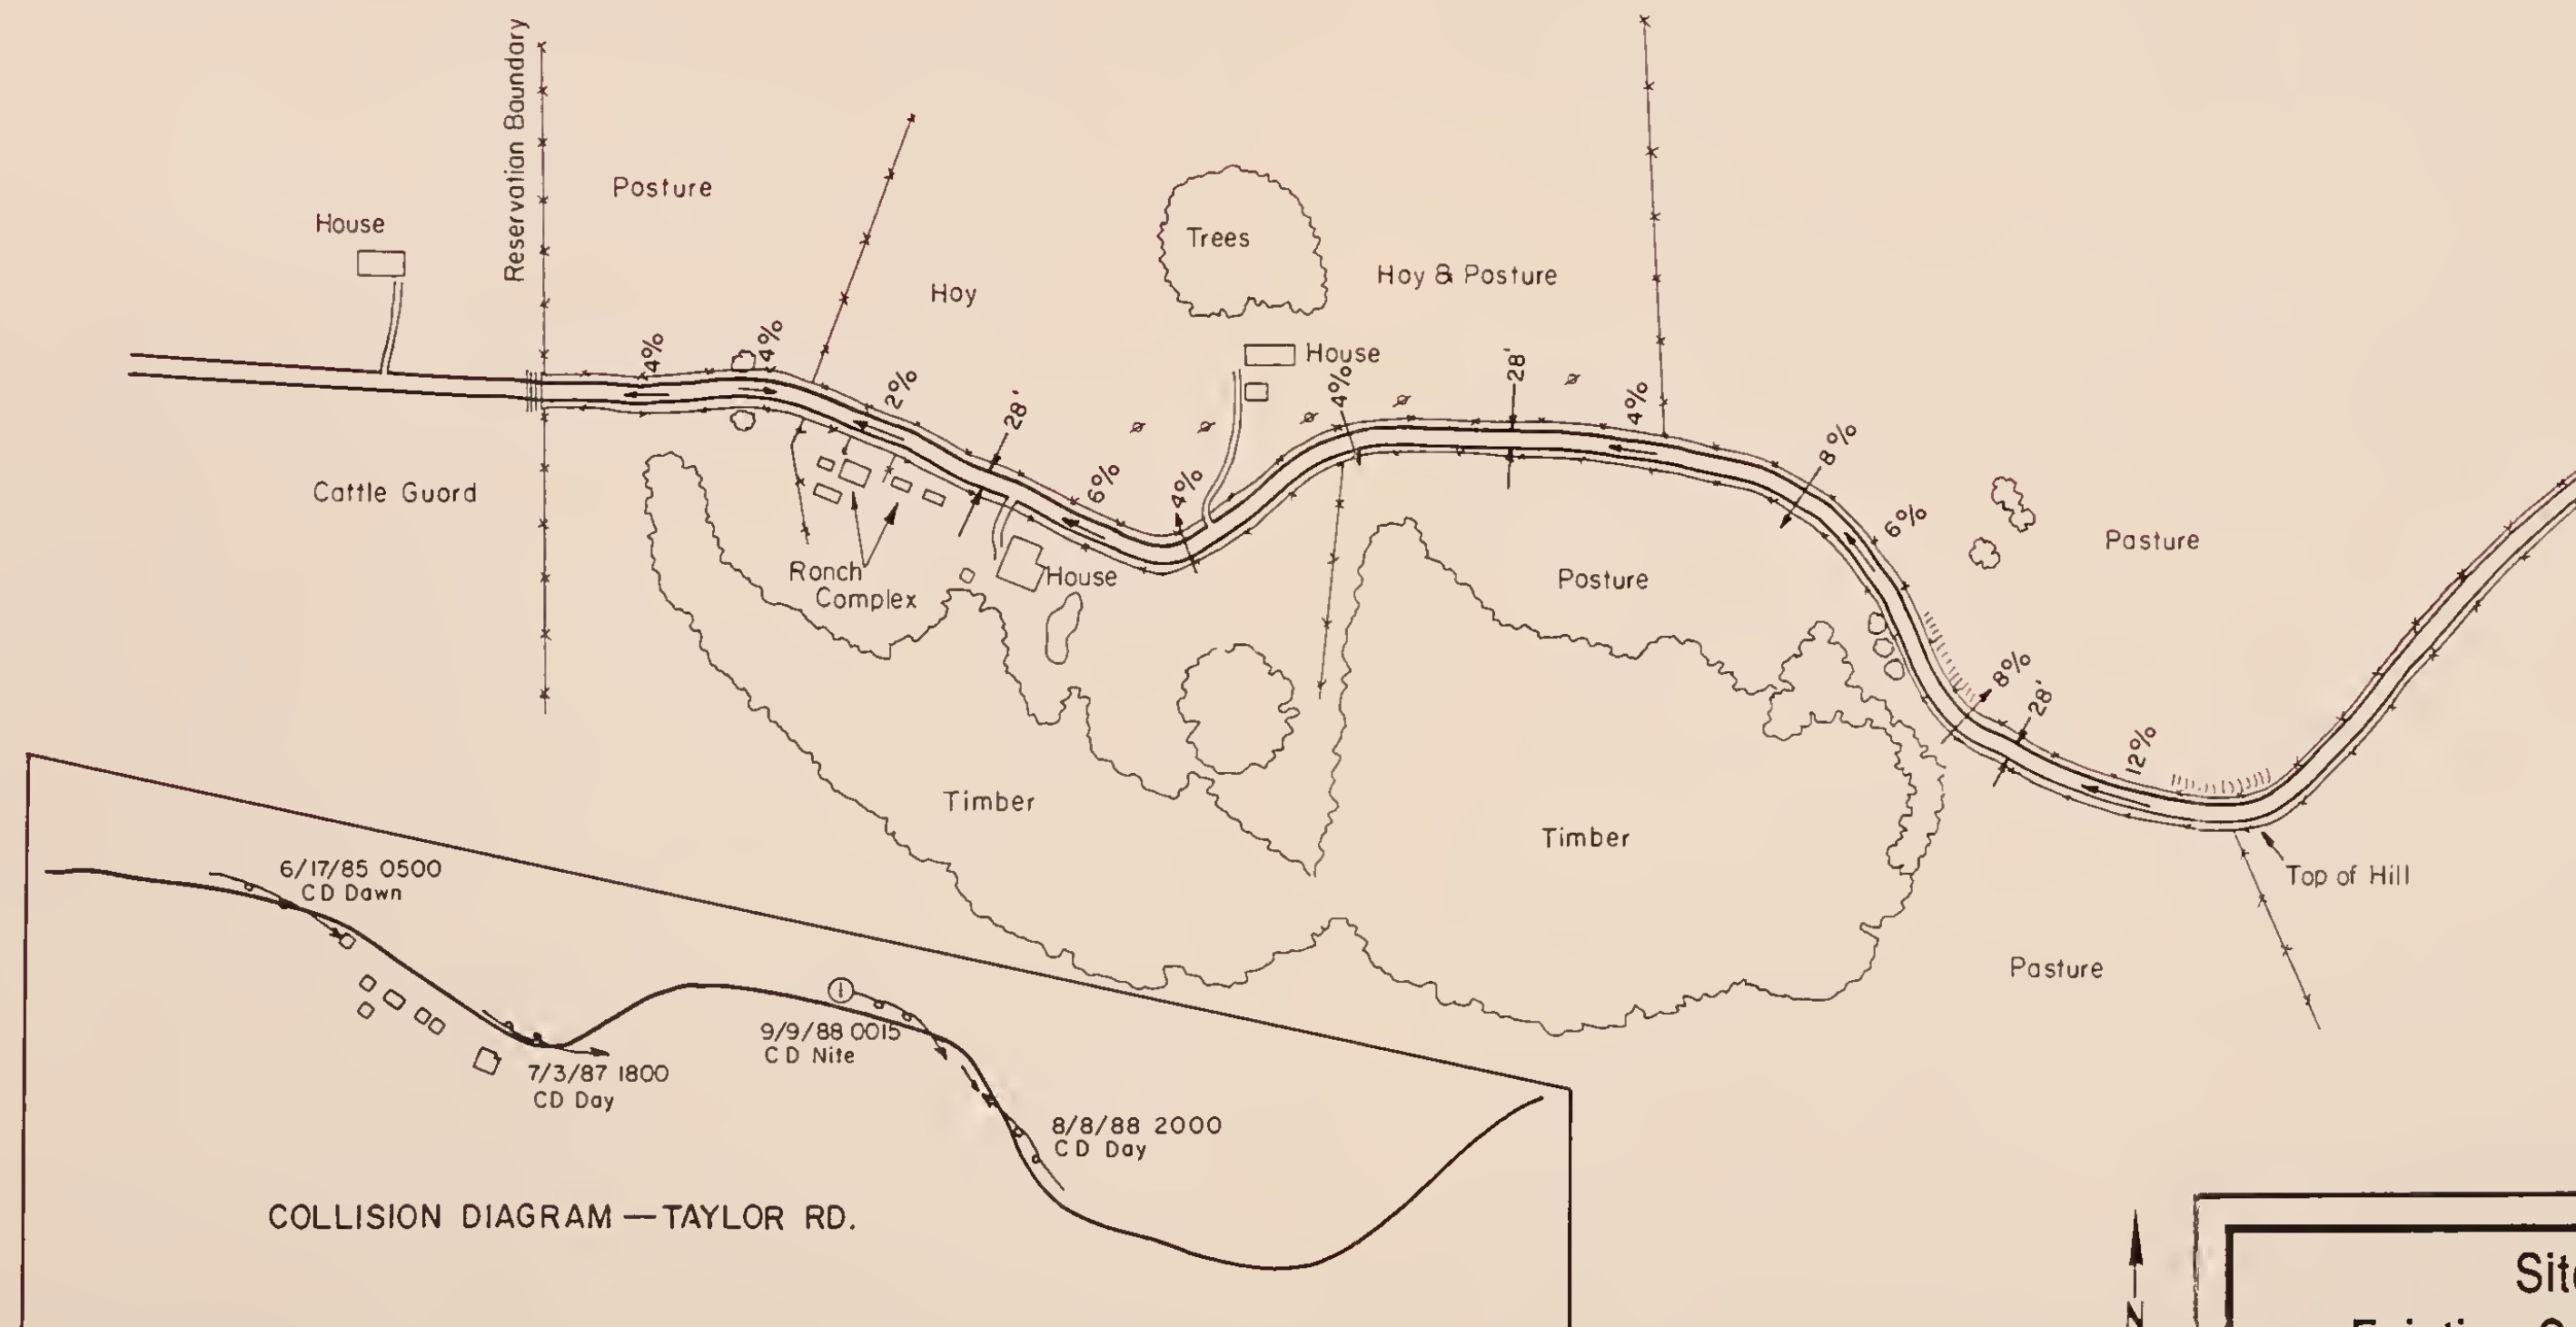 Reservation Boundary
Posture
House
Trees
Hoy & Posture
Hoy
4%
4%
House
2%
28'
28'
4%
4%
8%
Cattle Guord
6%
4%
6%
Pasture
Ronch
Complex
House
Posture
8%
28'
12%
Timber
Timber
Top of Hill
Pasture
6/17/85 0500
CD Dawn
9/9/88 0015
CD Nite
7/3/87 1800
CD Day
8/8/88 2000
CD Day
COLLISION DIAGRAM — TAYLOR RD.
N